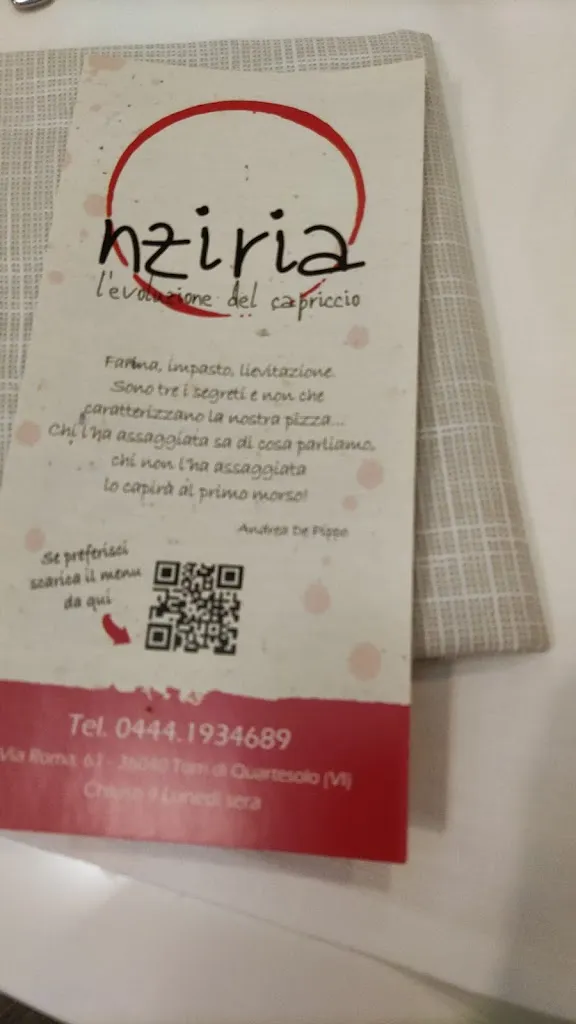 nziria
l'evoluzione del capriccio
Farina, impasto, lievitazione.
Sono tre i segreti e non che
caratterizzano la nostra pizza...
Chi l'ha assaggiata sa di cosa parliamo,
chi non l'ha assaggiata
lo capirà al primo morso!
Andrea De Pippo
Se preferisci
scarica il menu
da qui
Tel. 0444.1934689
Via Roma, 61 - 36040 Torri di Quartesolo (VI)
Chiuso il Lunedì sera